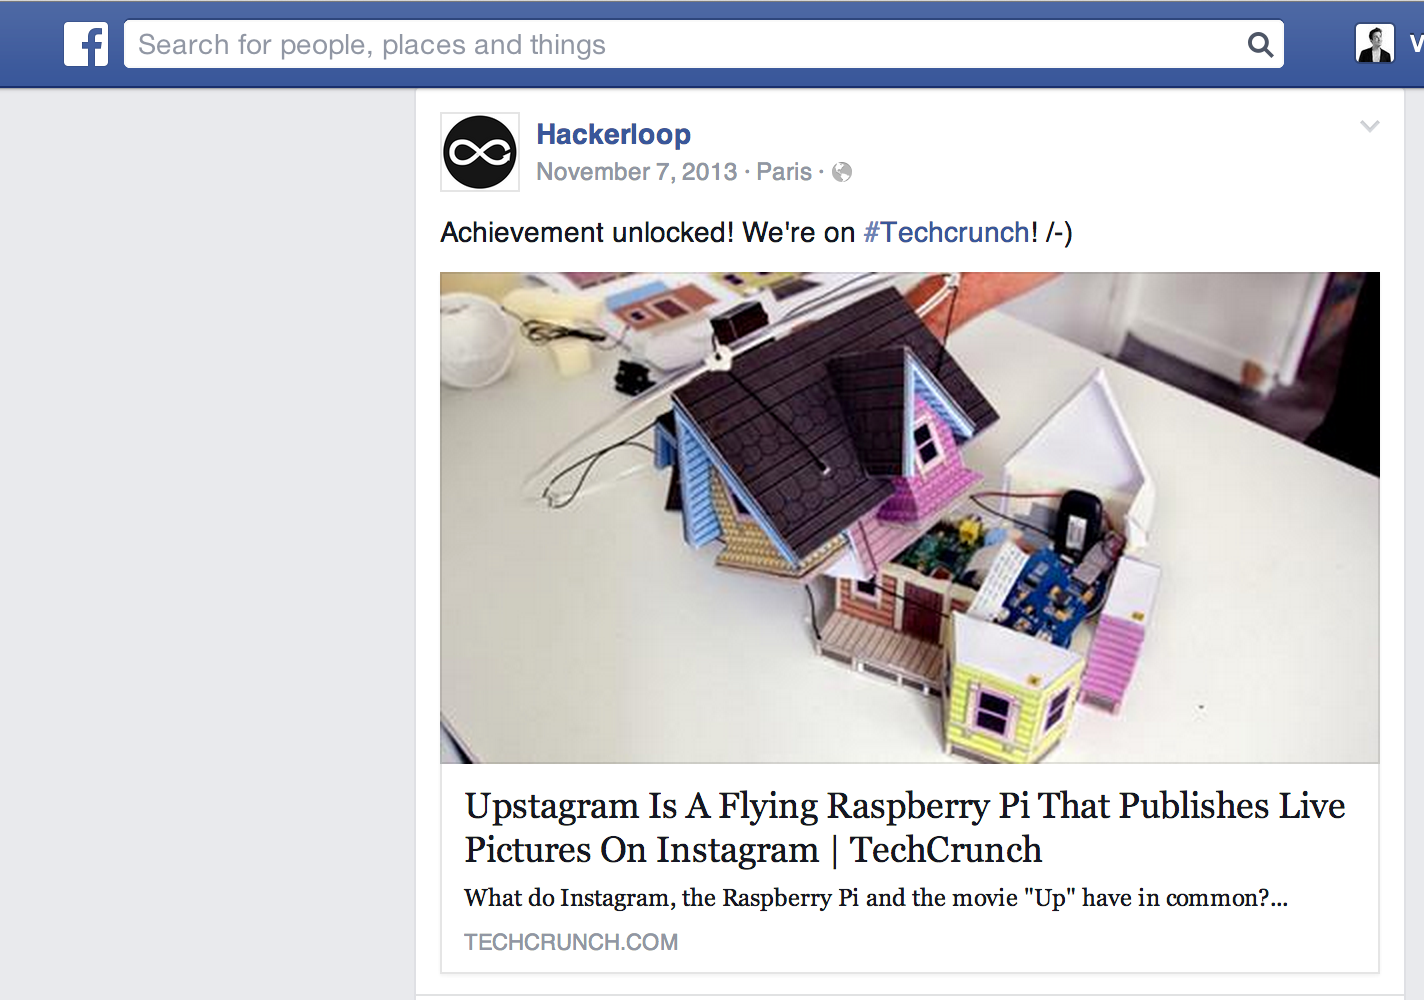 Search for people, places and things
V
Hackerloop
November 7, 2013 · Paris ·
Achievement unlocked! We're on #Techcrunch! /-)
Upstagram Is A Flying Raspberry Pi That Publishes Live
Pictures On Instagram | TechCrunch
What do Instagram, the Raspberry Pi and the movie "Up" have in common?...
TECHCRUNCH.COM